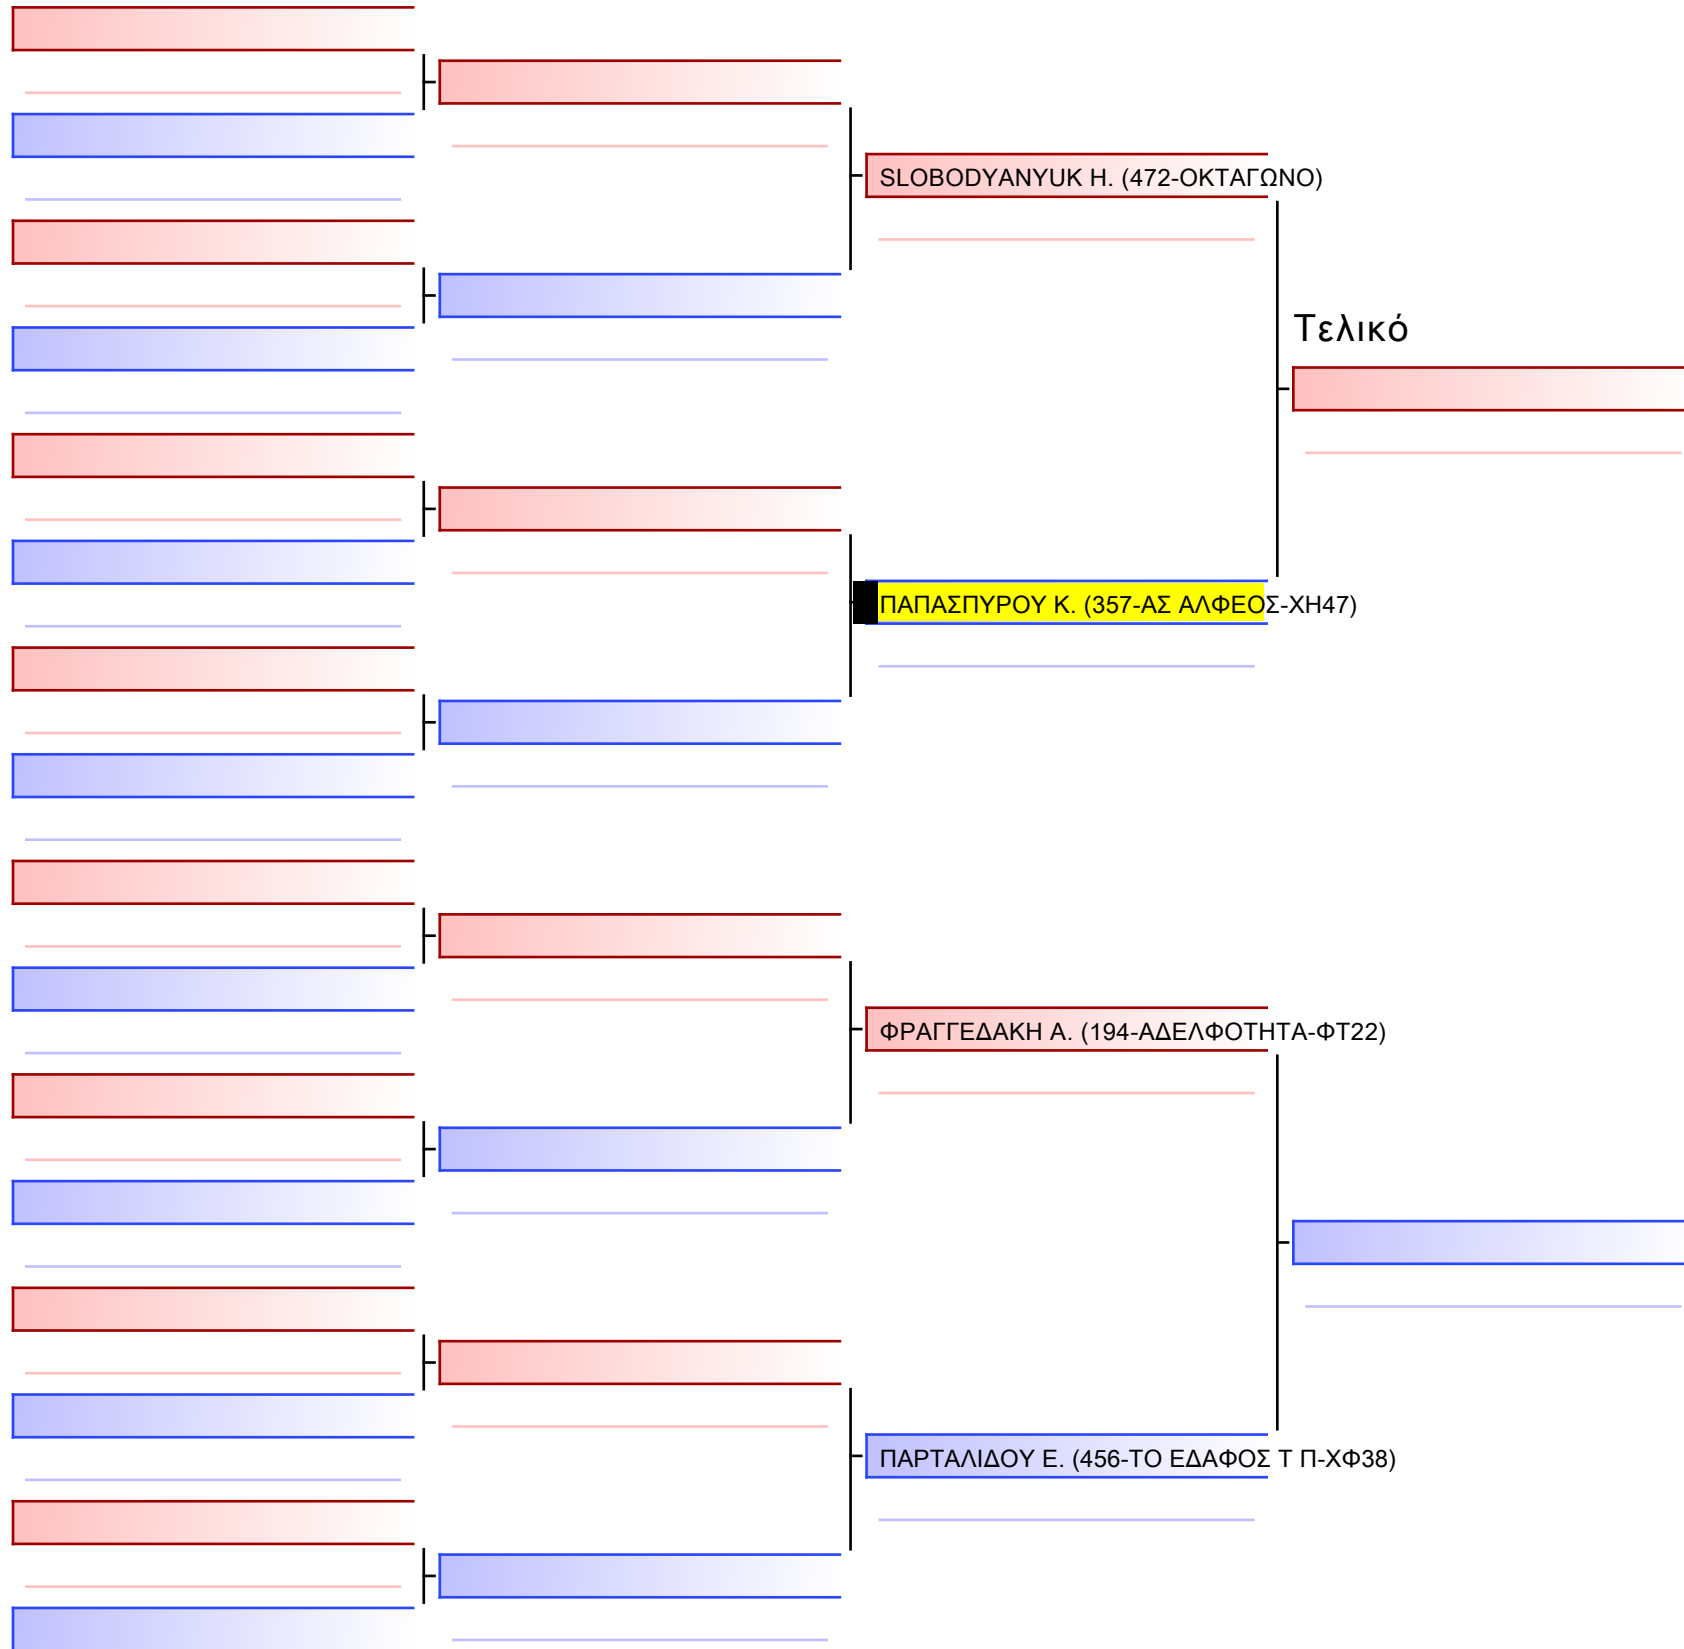 SLOBODYANYUK H. (472-ΟΚΤΑΓΩΝΟ)
Τελικό
ΠΑΠΑΣΠΥΡΟΥ Κ. (357-ΑΣ ΑΛΦΕΟΣ-ΧΗ47)
ΦΡΑΓΓΕΔΑΚΗ Α. (194-ΑΔΕΛΦΟΤΗΤΑ-ΦΤ22)
ΠΑΡΤΑΛΙΔΟΥ Ε. (456-ΤΟ ΕΔΑΦΟΣ Τ Π-ΧΦ38)